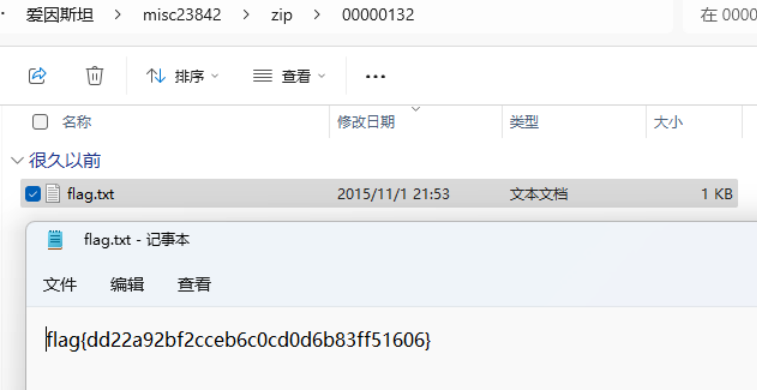 爱因斯坦 > misc23842 > zip > 00000132
在 0000
排序
查看
名称
修改日期
类型
大小
很久以前
flag.txt
2015/11/1 21:53
文本文档
1 KB
flag.txt - 记事本
文件
编辑
查看
flag{dd22a92bf2cceb6c0cd0d6b83ff51606}